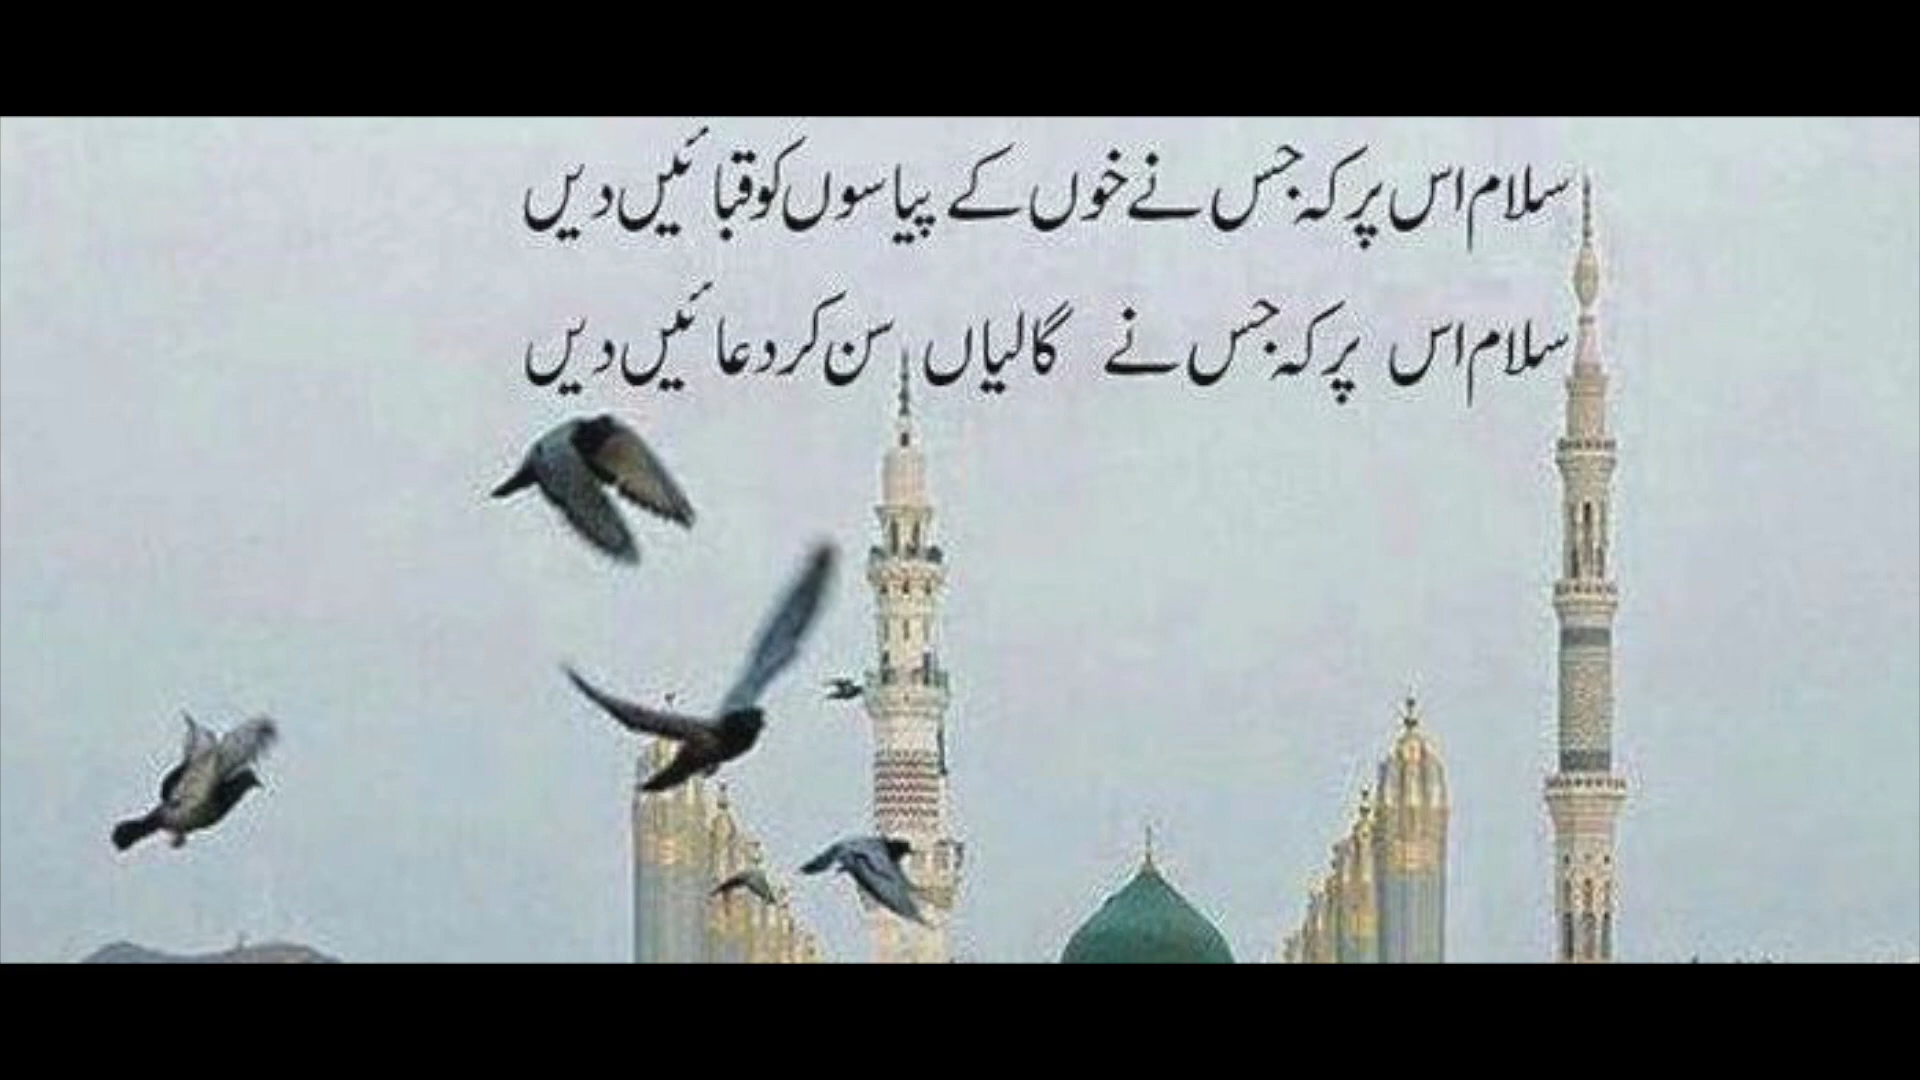 سلام اس پر کہ جس نے خوں کے پیاسوں کو قبائیں دیں
سلام اس پر کہ جس نے گالیاں سن کر دعائیں دیں